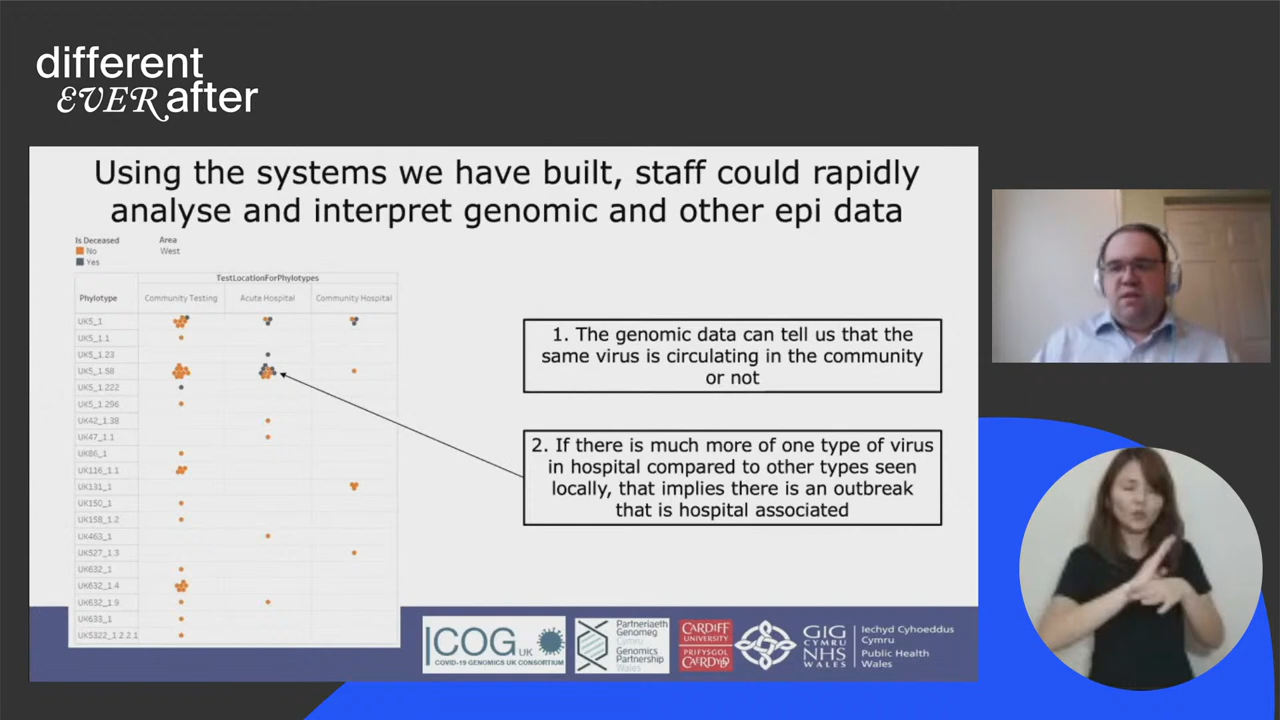 different
EVER after
Using the systems we have built, staff could rapidly
analyse and interpret genomic and other epi data
Is Deceased
No
Yes
Area
West
TestLocationForPhylotypes
Phylotype
Community Testing
Acute Hospital
Community Hospital
UK5_1
UK5_1.1
UK5_1.23
UK5_1.58
UK5_1.222
UK5_1.296
UK42_1.38
UK47_1.1
UK86_1
UK116_1.1
UK131_1
UK150_1
UK158_1.2
UK463_1
UK527_1.3
UK632_1
UK632_1.4
UK632_1.9
UK633_1
UK5322_1.2.2.1
1. The genomic data can tell us that the
same virus is circulating in the community
or not
2. If there is much more of one type of virus
in hospital compared to other types seen
locally, that implies there is an outbreak
that is hospital associated
COG UK
COVID-19 GENOMICS UK CONSORTIUM
Partneriaeth
Genomeg
Cymru
Genomics
Partnership
Wales
CARDIFF
UNIVERSITY
PRIFYSGOL
CAERDYDD
GIG
CYMRU
NHS
WALES
Iechyd Cyhoeddus
Cymru
Public Health
Wales